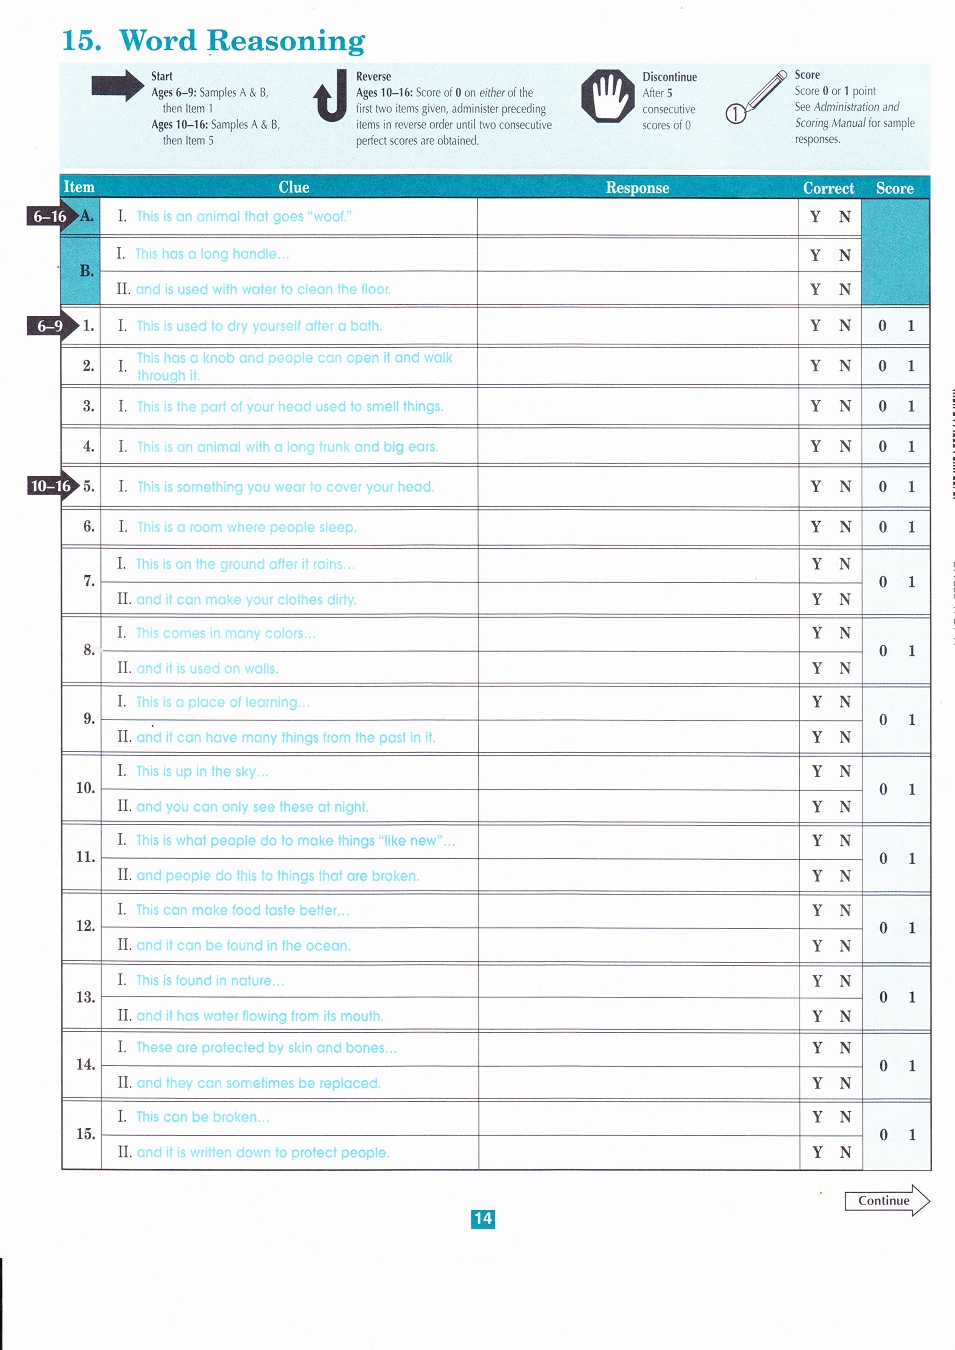 15. Word Reasoning
Start
Ages 6–9: Samples A & B,
then Item 1
Ages 10–16: Samples A & B,
then Item 5
Reverse
Ages 10–16: Score of 0 on either of the
first two items given, administer preceding
items in reverse order until two consecutive
perfect scores are obtained.
Discontinue
After 5
consecutive
scores of 0
1
Score
Score 0 or 1 point
See Administration and
Scoring Manual for sample
responses.
Item Clue Response Correct Score
6–16 A. I. This is an animal that goes “woof.” Y N
B. I. This has a long handle... Y N
II. and is used with water to clean the floor. Y N
6–9 1. I. This is used to dry yourself after a bath. Y N 0 1
2. I. This has a knob and people can open it and walk
through it. Y N 0 1
3. I. This is the part of your head used to smell things. Y N 0 1
4. I. This is an animal with a long trunk and big ears. Y N 0 1
10–16 5. I. This is something you wear to cover your head. Y N 0 1
6. I. This is a room where people sleep. Y N 0 1
7. I. This is on the ground after it rains... Y N 0 1
II. and it can make your clothes dirty. Y N
8. I. This comes in many colors... Y N 0 1
II. and it is used on walls. Y N
9. I. This is a place of learning... Y N 0 1
II. and it can have many things from the past in it. Y N
10. I. This is up in the sky... Y N 0 1
II. and you can only see these at night. Y N
11. I. This is what people do to make things “like new”... Y N 0 1
II. and people do this to things that are broken. Y N
12. I. This can make food taste better... Y N 0 1
II. and it can be found in the ocean. Y N
13. I. This is found in nature... Y N 0 1
II. and it has water flowing from its mouth. Y N
14. I. These are protected by skin and bones... Y N 0 1
II. and they can sometimes be replaced. Y N
15. I. This can be broken... Y N 0 1
II. and it is written down to protect people. Y N
Continue
14